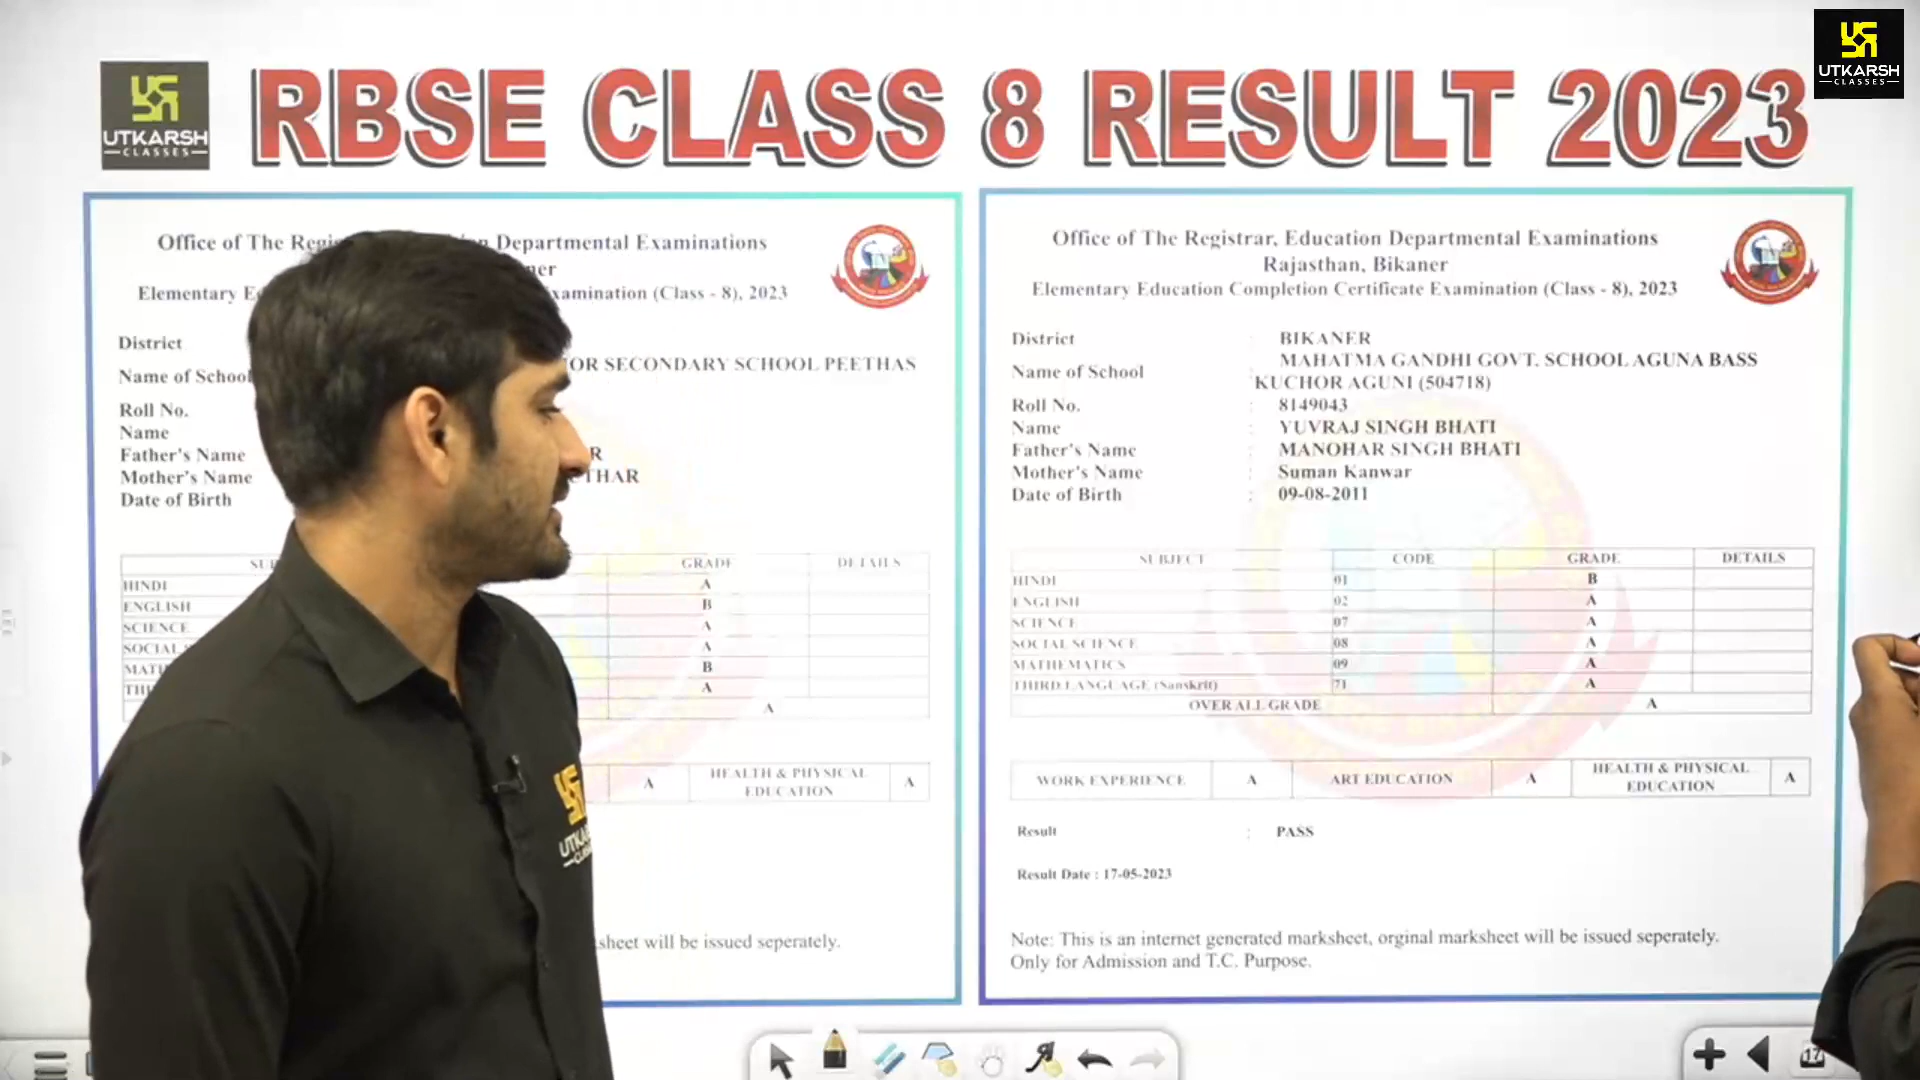 UTKARSH
CLASSES
UTKARSH
CLASSES
RBSE CLASS 8 RESULT 2023
Office of The Departmental Examinations
Elementary Examination (Class - 8), 2023
District
OR SECONDARY SCHOOL PEETHAS
Name of School
Roll No.
Name
Father's Name R
Mother's Name THAR
Date of Birth
GRADE DETAILS
HINDI A
ENGLISH B
SCIENCE A
SOCIAL A
B
A
A
A HEALTH & PHYSICAL EDUCATION A
sheet will be issued seperately.
Office of The Registrar, Education Departmental Examinations
Rajasthan, Bikaner
Elementary Education Completion Certificate Examination (Class - 8), 2023
District : BIKANER
Name of School : MAHATMA GANDHI GOVT. SCHOOL AGUNA BASS
KUCHOR AGUNI (504718)
Roll No. : 8149043
Name : YUVRAJ SINGH BHATI
Father's Name : MANOHAR SINGH BHATI
Mother's Name : Suman Kanwar
Date of Birth : 09-08-2011
SUBJECT CODE GRADE DETAILS
HINDI 01 B
ENGLISH 02 A
SCIENCE 07 A
SOCIAL SCIENCE 08 A
MATHEMATICS 09 A
THIRD LANGUAGE (Sanskrit) 71 A
OVER ALL GRADE A
WORK EXPERIENCE A ART EDUCATION A HEALTH & PHYSICAL EDUCATION A
Result : PASS
Result Date : 17-05-2023
Note: This is an internet generated marksheet, orginal marksheet will be issued seperately.
Only for Admission and T.C. Purpose.
UTKARSH
17